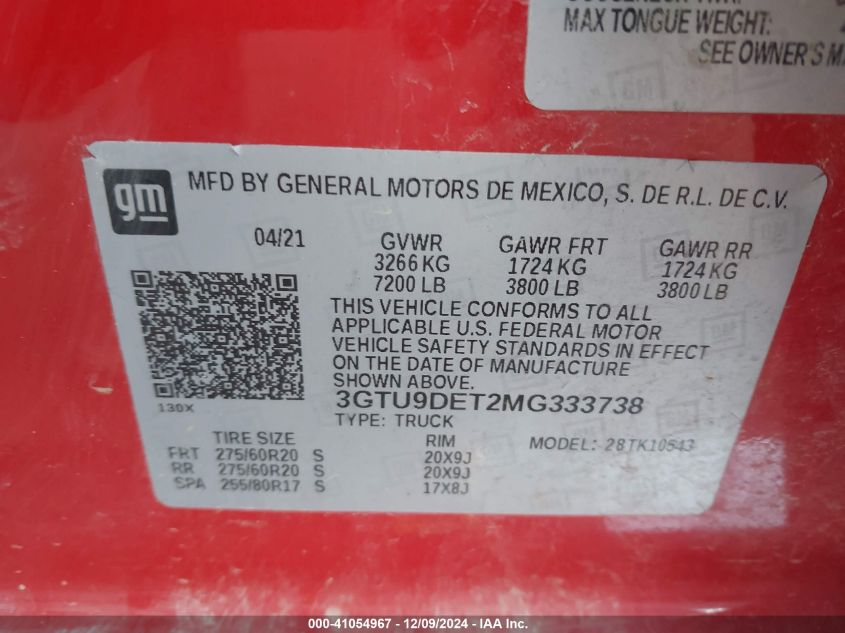 MAX TONGUE WEIGHT:
SEE OWNER'S
gm
MFD BY GENERAL MOTORS DE MEXICO, S. DE R.L. DE C.V.
04/21 GVWR GAWR FRT GAWR RR
3266 KG 1724 KG 1724 KG
7200 LB 3800 LB 3800 LB
THIS VEHICLE CONFORMS TO ALL
APPLICABLE U.S. FEDERAL MOTOR
VEHICLE SAFETY STANDARDS IN EFFECT
ON THE DATE OF MANUFACTURE
SHOWN ABOVE.
130X
3GTU9DET2MG333738
TYPE: TRUCK
TIRE SIZE RIM MODEL: 28TK10543
FRT 275/60R20 S 20X9J
RR 275/60R20 S 20X9J
SPA 255/80R17 S 17X8J
000-41054967 - 12/09/2024 - IAA Inc.